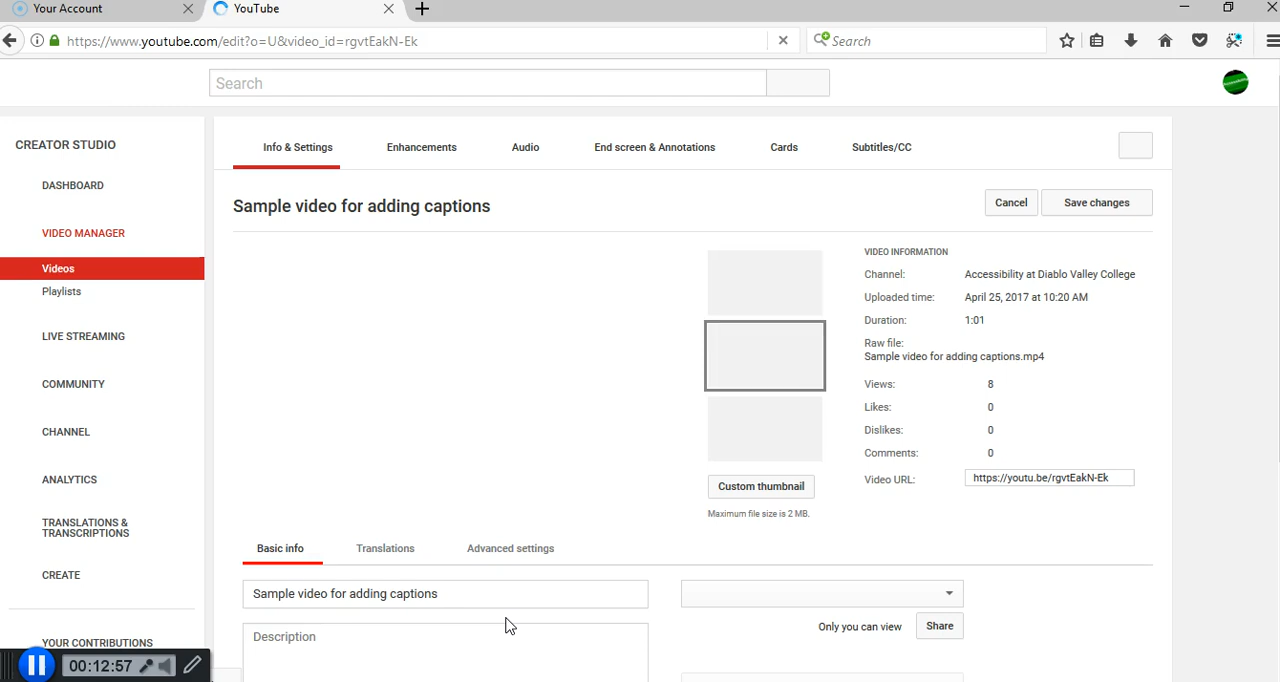 Your Account
YouTube
https://www.youtube.com/edit?o=U&video_id=rgvtEakN-Ek
Search
Search
CREATOR STUDIO
DASHBOARD
VIDEO MANAGER
Videos
Playlists
LIVE STREAMING
COMMUNITY
CHANNEL
ANALYTICS
TRANSLATIONS &
TRANSCRIPTIONS
CREATE
YOUR CONTRIBUTIONS
00:12:57
Info & Settings
Enhancements
Audio
End screen & Annotations
Cards
Subtitles/CC
Sample video for adding captions
Cancel
Save changes
Custom thumbnail
Maximum file size is 2 MB.
VIDEO INFORMATION
Channel: Accessibility at Diablo Valley College
Uploaded time: April 25, 2017 at 10:20 AM
Duration: 1:01
Raw file:
Sample video for adding captions.mp4
Views: 8
Likes: 0
Dislikes: 0
Comments: 0
Video URL: https://youtu.be/rgvtEakN-Ek
Basic info
Translations
Advanced settings
Sample video for adding captions
Description
Only you can view
Share